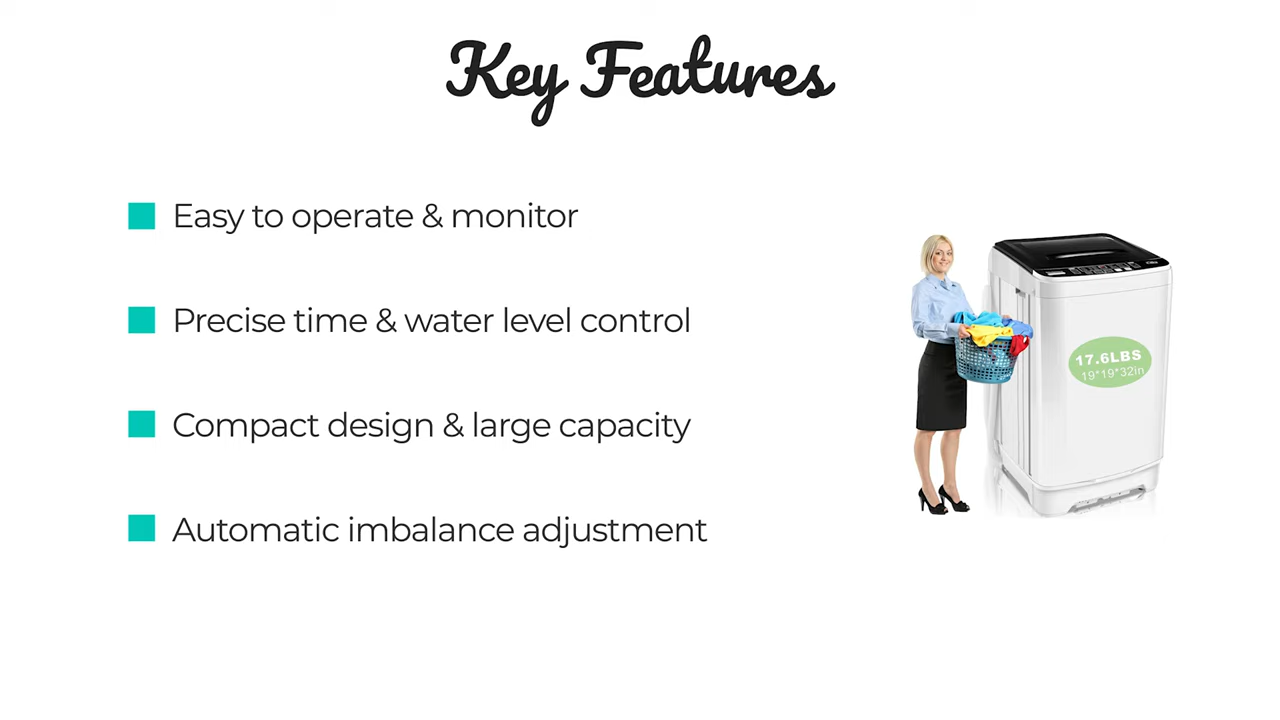 Key Features
Easy to operate & monitor
Precise time & water level control
Compact design & large capacity
Automatic imbalance adjustment
17.6LBS
19*19*32in